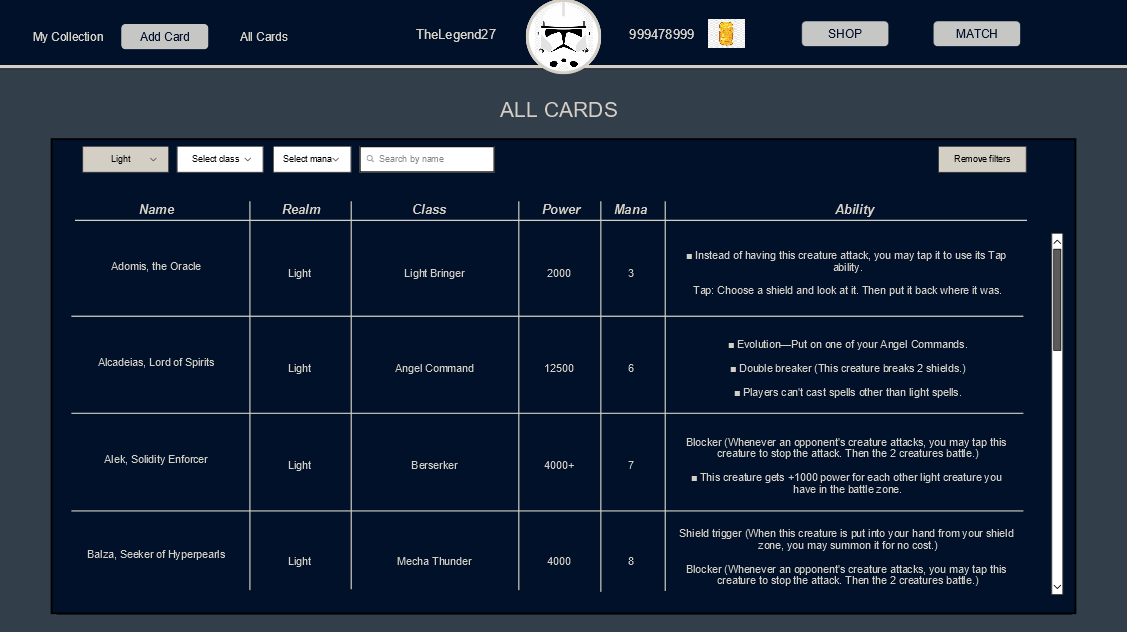 My Collection
Add Card
All Cards
TheLegend27
999478999
SHOP
MATCH
ALL CARDS
Light
Select class
Select mana
Search by name
Remove filters
Name
Realm
Class
Power
Mana
Ability
Adomis, the Oracle
Light
Light Bringer
2000
3
■ Instead of having this creature attack, you may tap it to use its Tap
ability.
Tap: Choose a shield and look at it. Then put it back where it was.
Alcadeias, Lord of Spirits
Light
Angel Command
12500
6
■ Evolution—Put on one of your Angel Commands.
■ Double breaker (This creature breaks 2 shields.)
■ Players can't cast spells other than light spells.
Alek, Solidity Enforcer
Light
Berserker
4000+
7
Blocker (Whenever an opponent's creature attacks, you may tap this
creature to stop the attack. Then the 2 creatures battle.)
■ This creature gets +1000 power for each other light creature you
have in the battle zone.
Balza, Seeker of Hyperpearls
Light
Mecha Thunder
4000
8
Shield trigger (When this creature is put into your hand from your shield
zone, you may summon it for no cost.)
Blocker (Whenever an opponent's creature attacks, you may tap this
creature to stop the attack. Then the 2 creatures battle.)